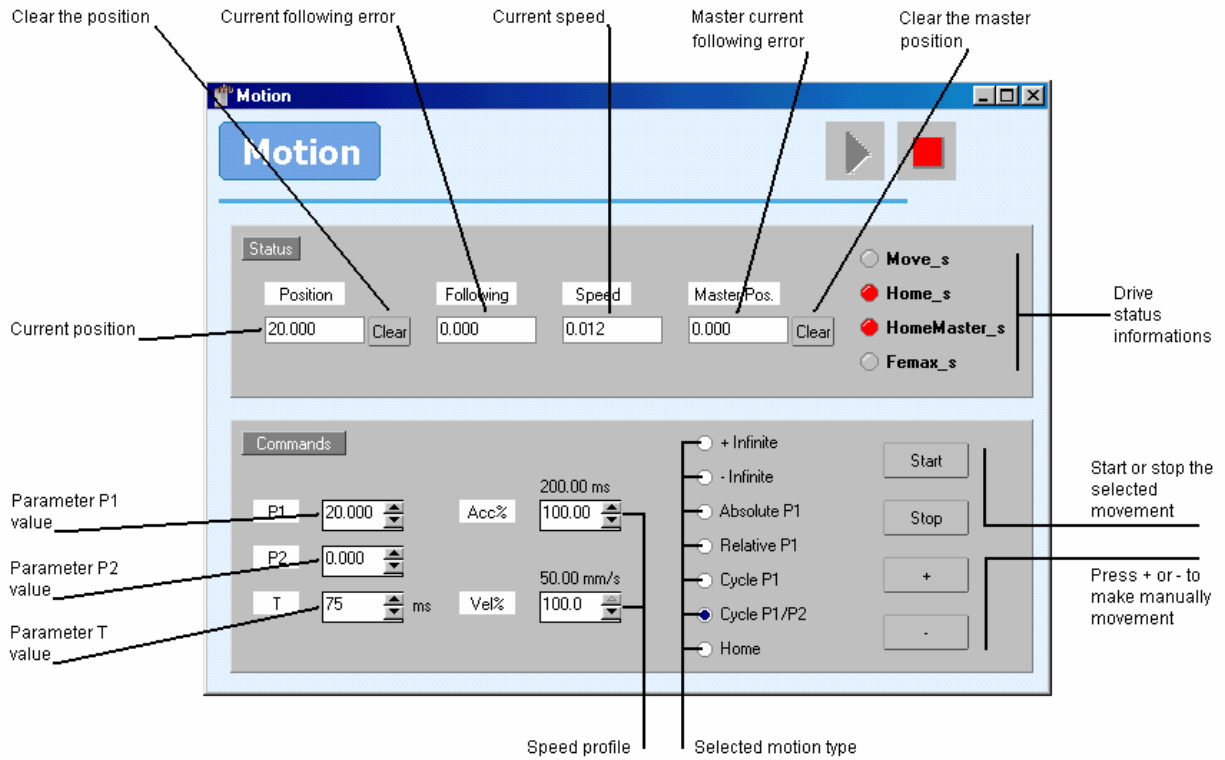 Clear the position
Current following error
Current speed
Master current
following error
Clear the master
position
Motion
Motion
Status
Position
Following
Speed
Master Pos.
Current position
20.000
Clear
0.000
0.012
0.000
Clear
Move_s
Home_s
HomeMaster_s
Femax_s
Drive
status
informations
Commands
Parameter P1
value
P1
20.000
Acc%
200.00 ms
100.00
Parameter P2
value
P2
0.000
Parameter T
value
T
75
ms
Vel%
50.00 mm/s
100.0
+ Infinite
- Infinite
Absolute P1
Relative P1
Cycle P1
Cycle P1/P2
Home
Start
Stop
+
-
Start or stop the
selected
movement
Press + or - to
make manually
movement
Speed profile
Selected motion type